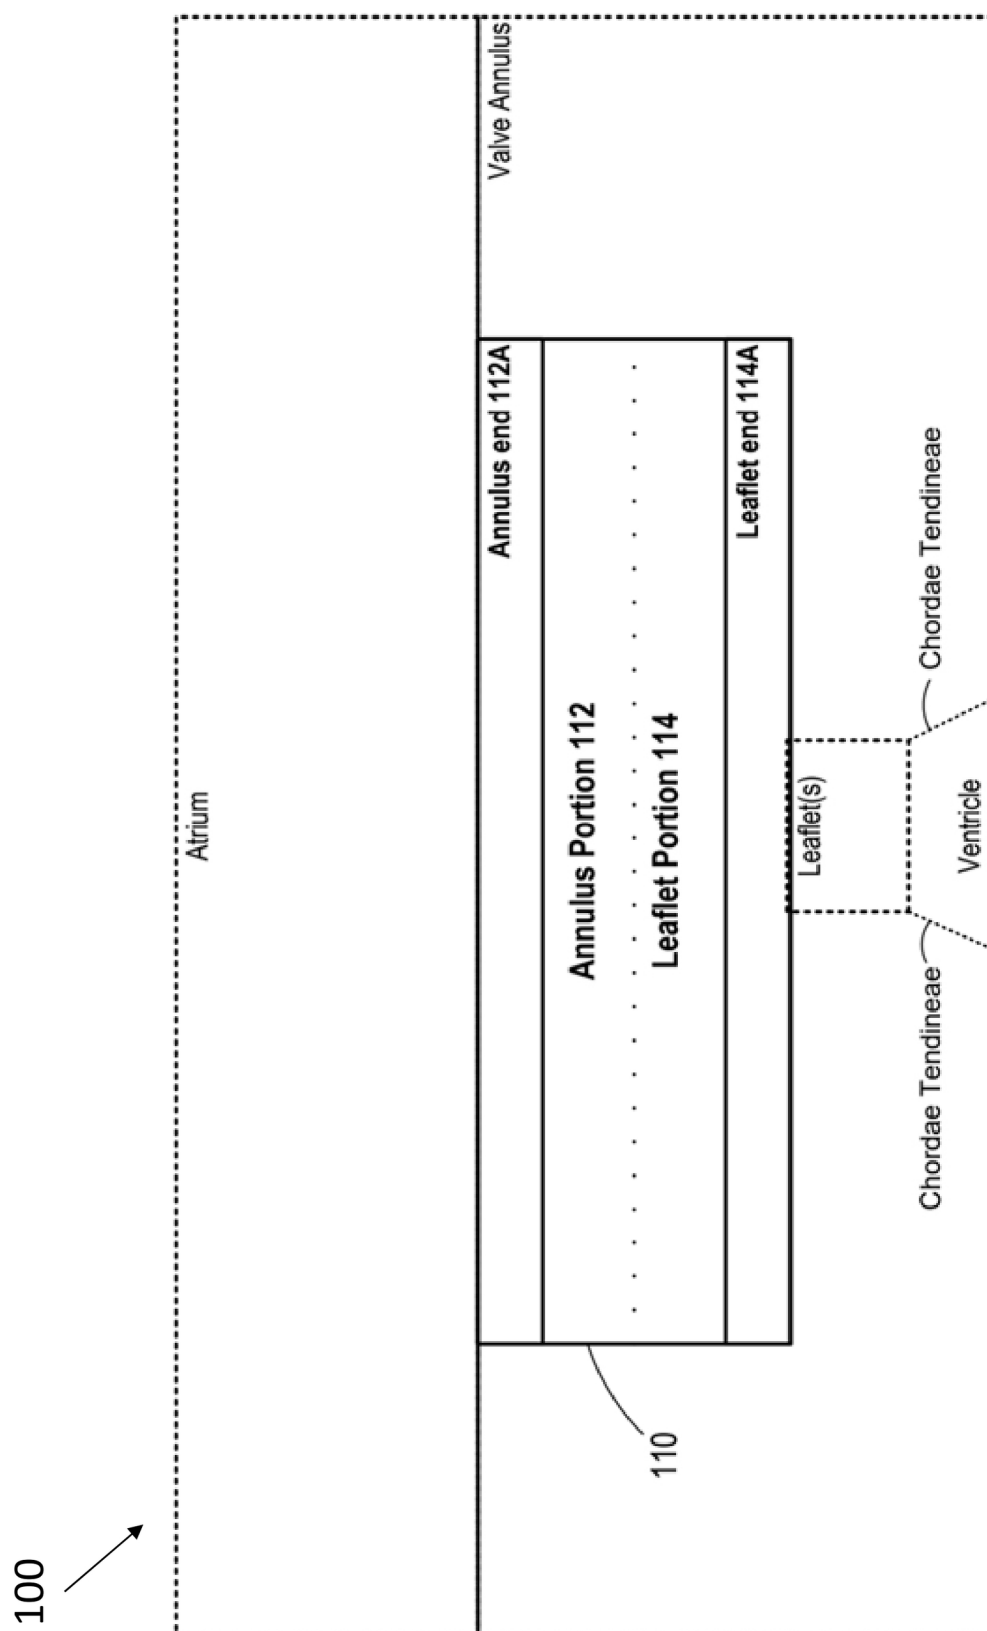 100
Atrium
Valve Annulus
Annulus end 112A
Annulus Portion 112
Leaflet Portion 114
Leaflet end 114A
110
Leaflet(s)
Chordae Tendineae
Chordae Tendineae
Ventricle